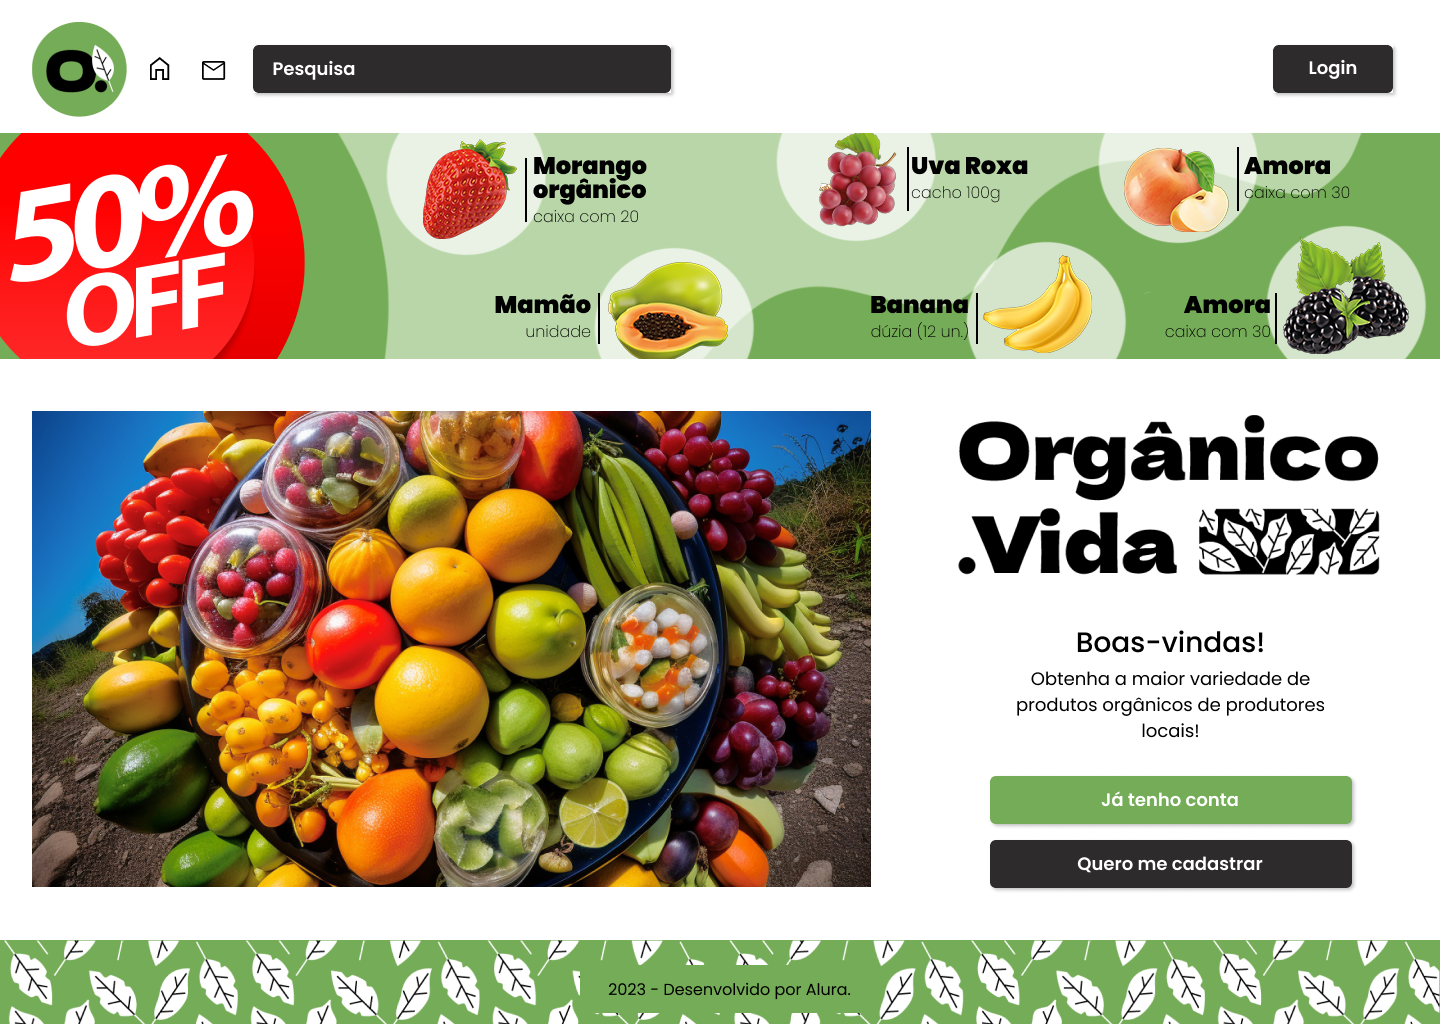 o.
Pesquisa
Login
50%
OFF
Morango
orgânico
caixa com 20
Uva Roxa
cacho 100g
Amora
caixa com 30
Mamão
unidade
Banana
dúzia (12 un.)
Amora
caixa com 30
Orgânico
.Vida
Boas-vindas!
Obtenha a maior variedade de
produtos orgânicos de produtores
locais!
Já tenho conta
Quero me cadastrar
2023 - Desenvolvido por Alura.